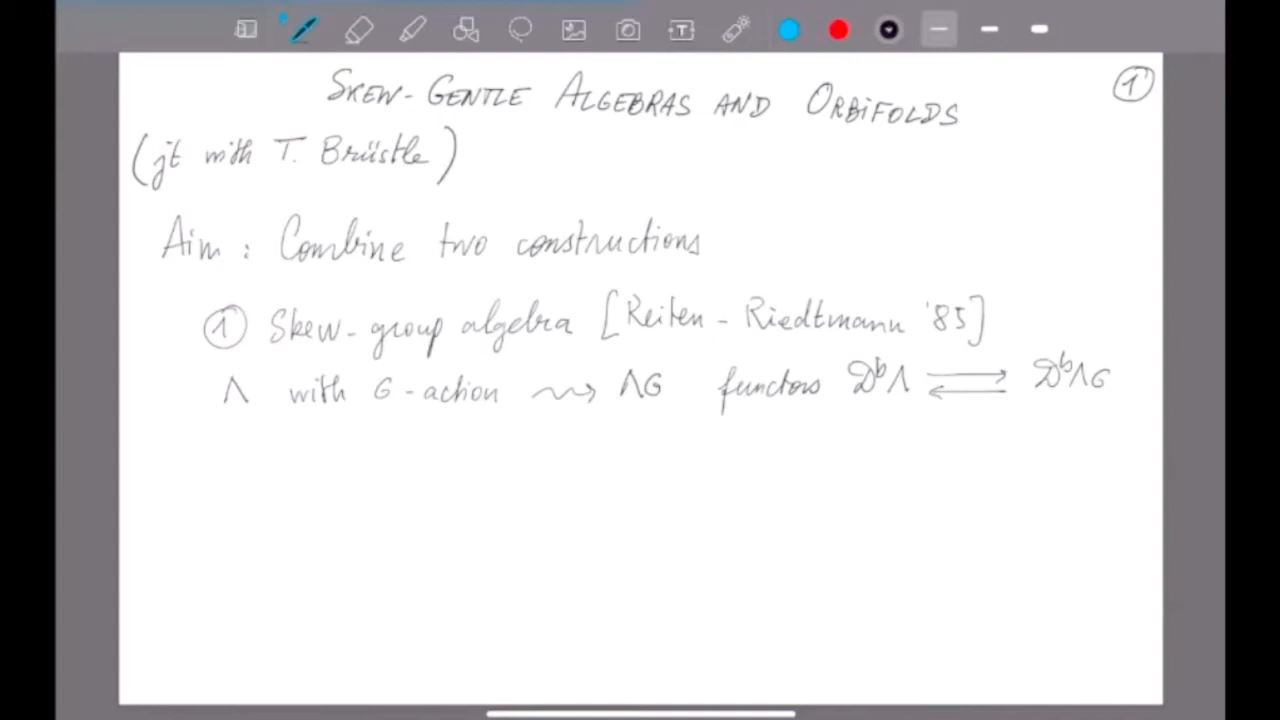 SKEW-GENTLE ALGEBRAS AND ORBIFOLDS
①
(jt with T. Brüstle)
Aim: Combine two constructions
① Skew-group algebra [Reiten - Riedtmann '85]
Λ with G-action ⇝ ΛG functors 𝒟ᵇΛ ⇄ 𝒟ᵇΛG